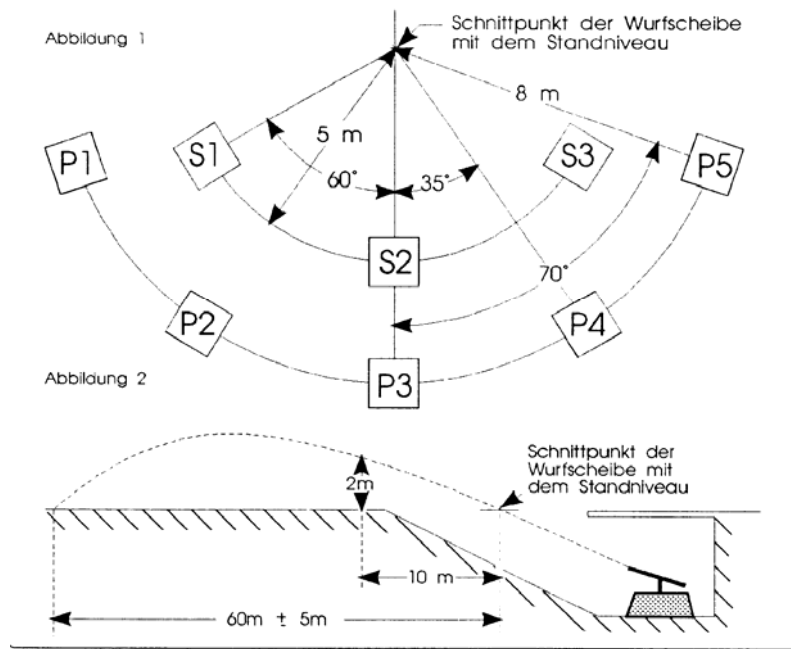 Abbildung 1
Schnittpunkt der Wurfscheibe
mit dem Standniveau
8 m
5 m
P1
S1
S3
P5
60°
35°
S2
70°
P2
P4
P3
Abbildung 2
Schnittpunkt der
Wurfscheibe mit
dem Standniveau
2m
10 m
60m ± 5m